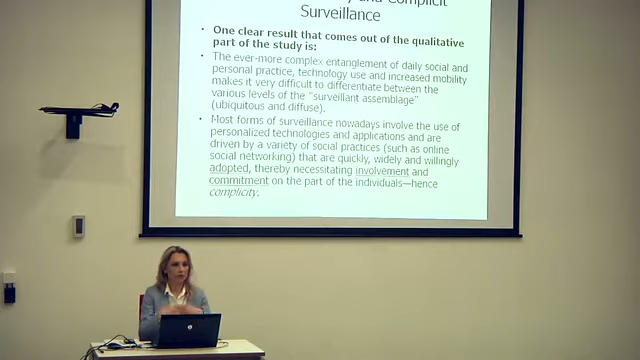 and Complicit
Surveillance
• One clear result that comes out of the qualitative
part of the study is:
• The ever-more complex entanglement of daily social and
personal practice, technology use and increased mobility
makes it very difficult to differentiate between the
various levels of the "surveillant assemblage"
(ubiquitous and diffuse).
• Most forms of surveillance nowadays involve the use of
personalized technologies and applications and are
driven by a variety of social practices (such as online
social networking) that are quickly, widely and willingly
adopted, thereby necessitating involvement and
commitment on the part of the individuals—hence
complicity.